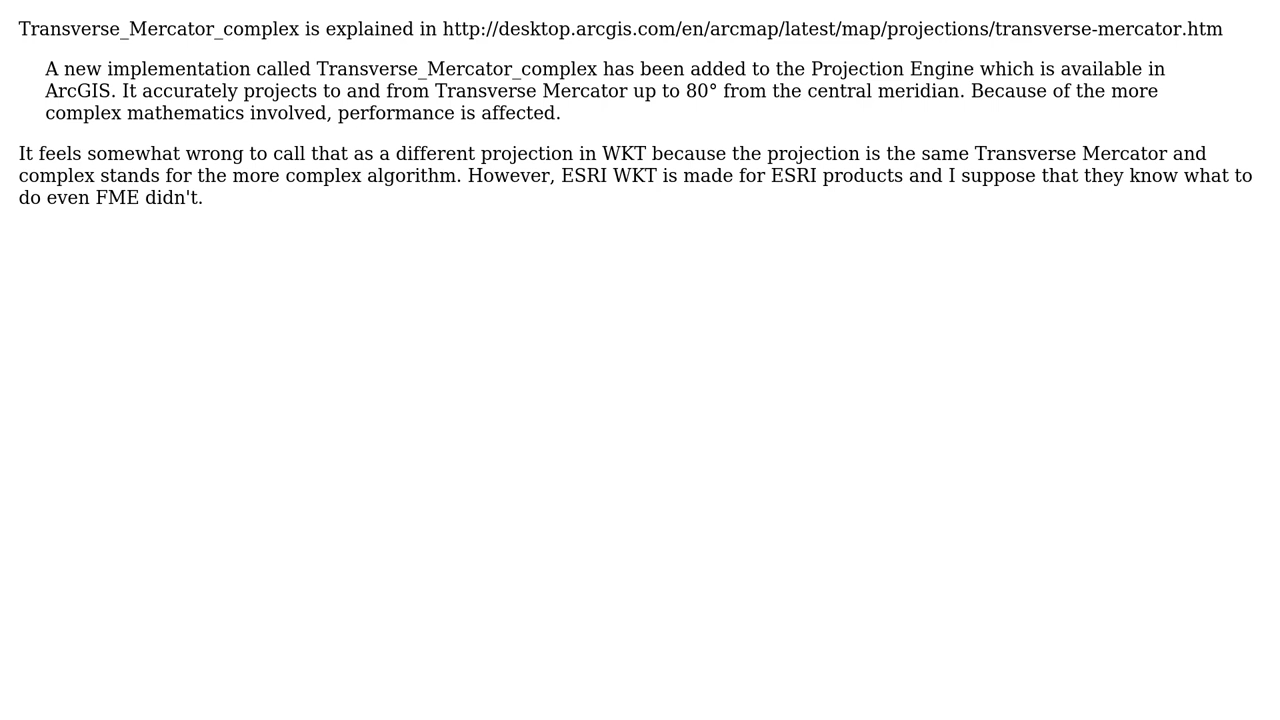 Transverse_Mercator_complex is explained in http://desktop.arcgis.com/en/arcmap/latest/map/projections/transverse-mercator.htm
A new implementation called Transverse_Mercator_complex has been added to the Projection Engine which is available in
ArcGIS. It accurately projects to and from Transverse Mercator up to 80° from the central meridian. Because of the more
complex mathematics involved, performance is affected.
It feels somewhat wrong to call that as a different projection in WKT because the projection is the same Transverse Mercator and
complex stands for the more complex algorithm. However, ESRI WKT is made for ESRI products and I suppose that they know what to
do even FME didn't.